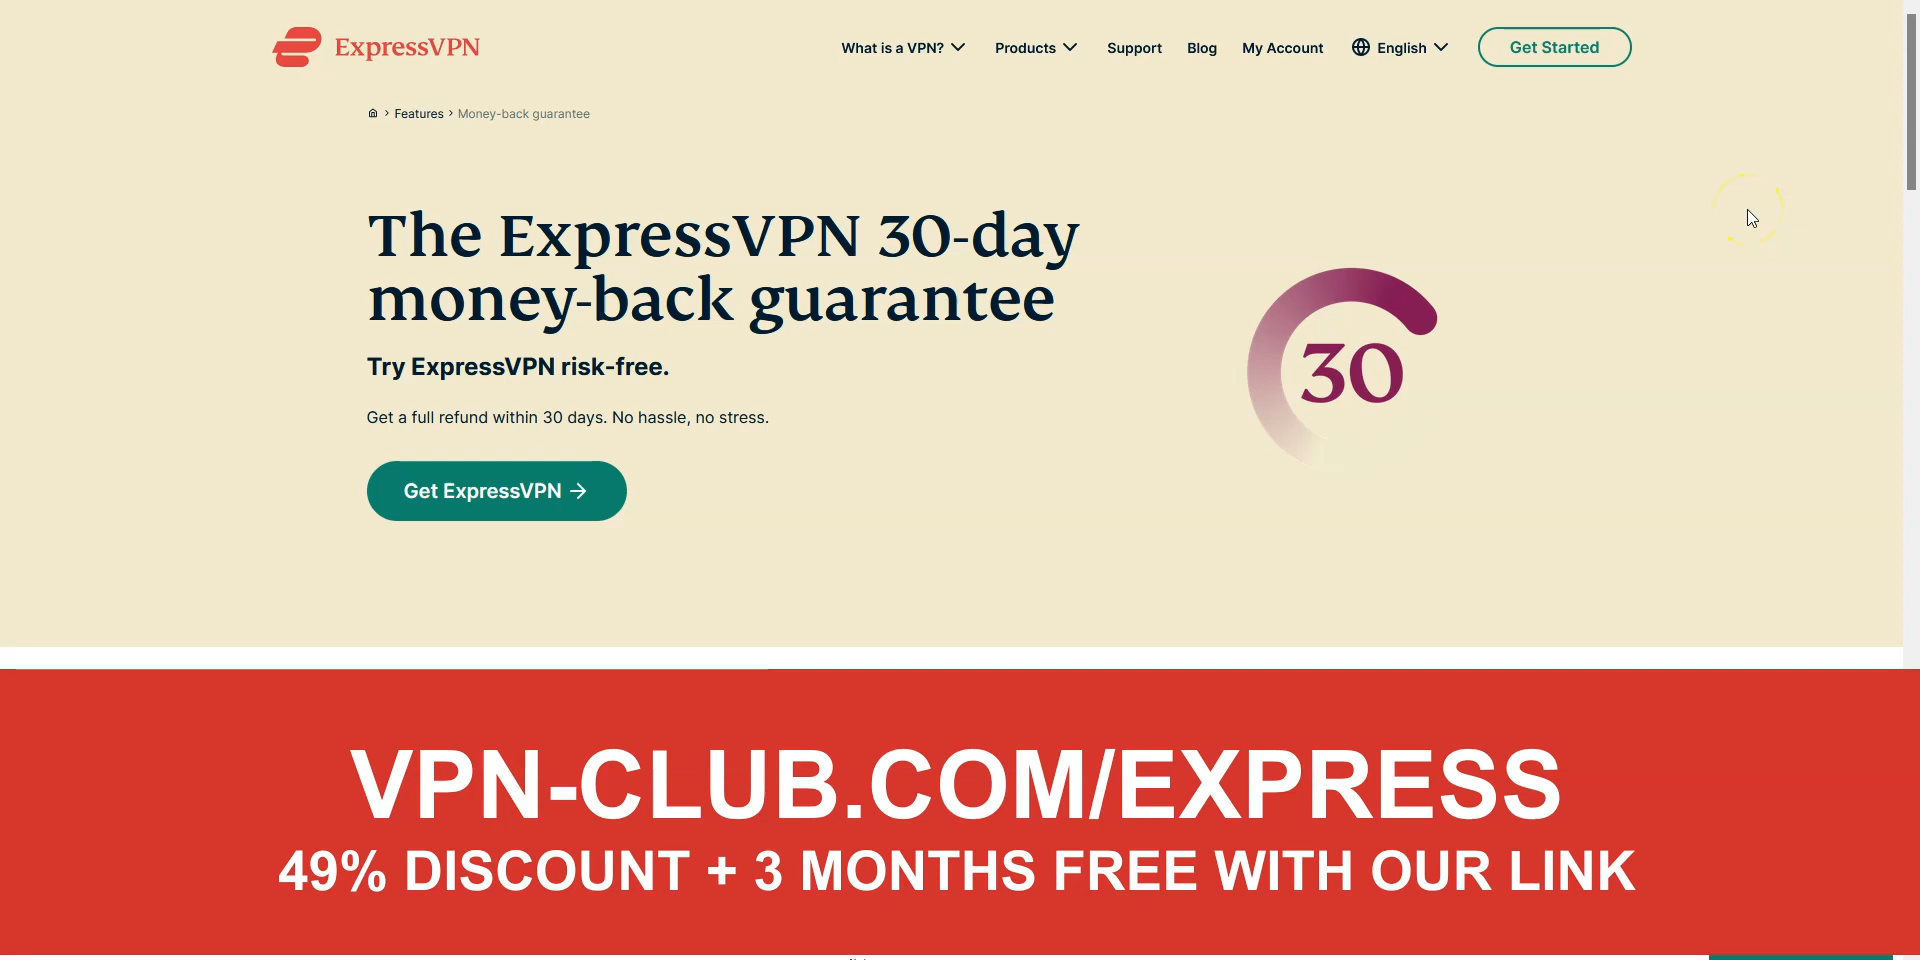 ExpressVPN
What is a VPN? Products Support Blog My Account English Get Started
Features > Money-back guarantee
The ExpressVPN 30-day
money-back guarantee
Try ExpressVPN risk-free.
Get a full refund within 30 days. No hassle, no stress.
Get ExpressVPN →
30
VPN-CLUB.COM/EXPRESS
49% DISCOUNT + 3 MONTHS FREE WITH OUR LINK